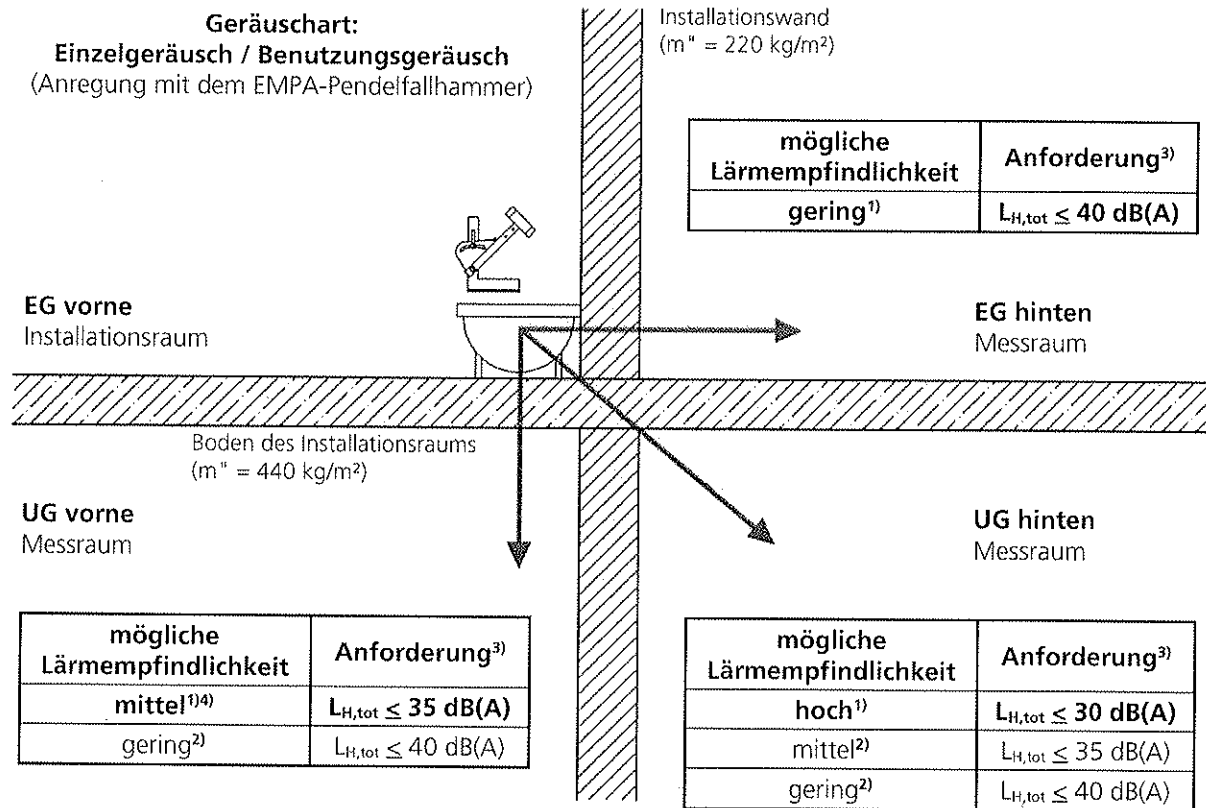 Geräuschart:
Einzelgeräusch / Benutzungsgeräusch
(Anregung mit dem EMPA-Pendelfallhammer)
Installationswand
(m" = 220 kg/m²)
mögliche Lärmempfindlichkeit Anforderung³⁾
gering¹⁾ L_H,tot ≤ 40 dB(A)
EG vorne
Installationsraum
EG hinten
Messraum
Boden des Installationsraums
(m" = 440 kg/m²)
UG vorne
Messraum
UG hinten
Messraum
mögliche Lärmempfindlichkeit Anforderung³⁾
mittel¹⁾⁴⁾ L_H,tot ≤ 35 dB(A)
gering²⁾ L_H,tot ≤ 40 dB(A)
mögliche Lärmempfindlichkeit Anforderung³⁾
hoch¹⁾ L_H,tot ≤ 30 dB(A)
mittel²⁾ L_H,tot ≤ 35 dB(A)
gering²⁾ L_H,tot ≤ 40 dB(A)